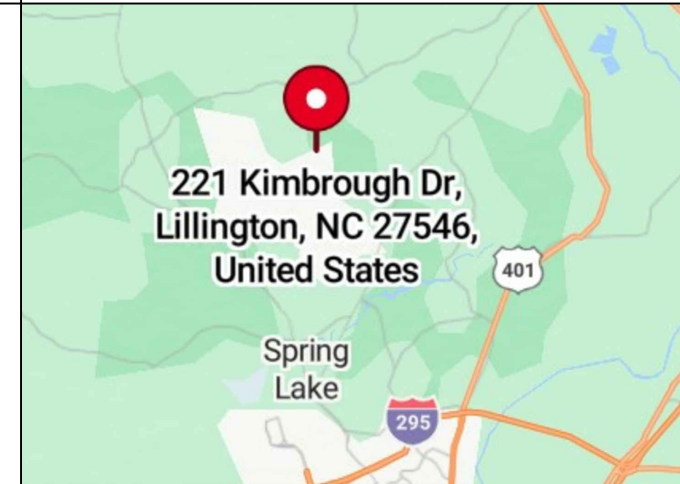 221 Kimbrough Dr,
Lillington, NC 27546,
United States
401
Spring
Lake
295